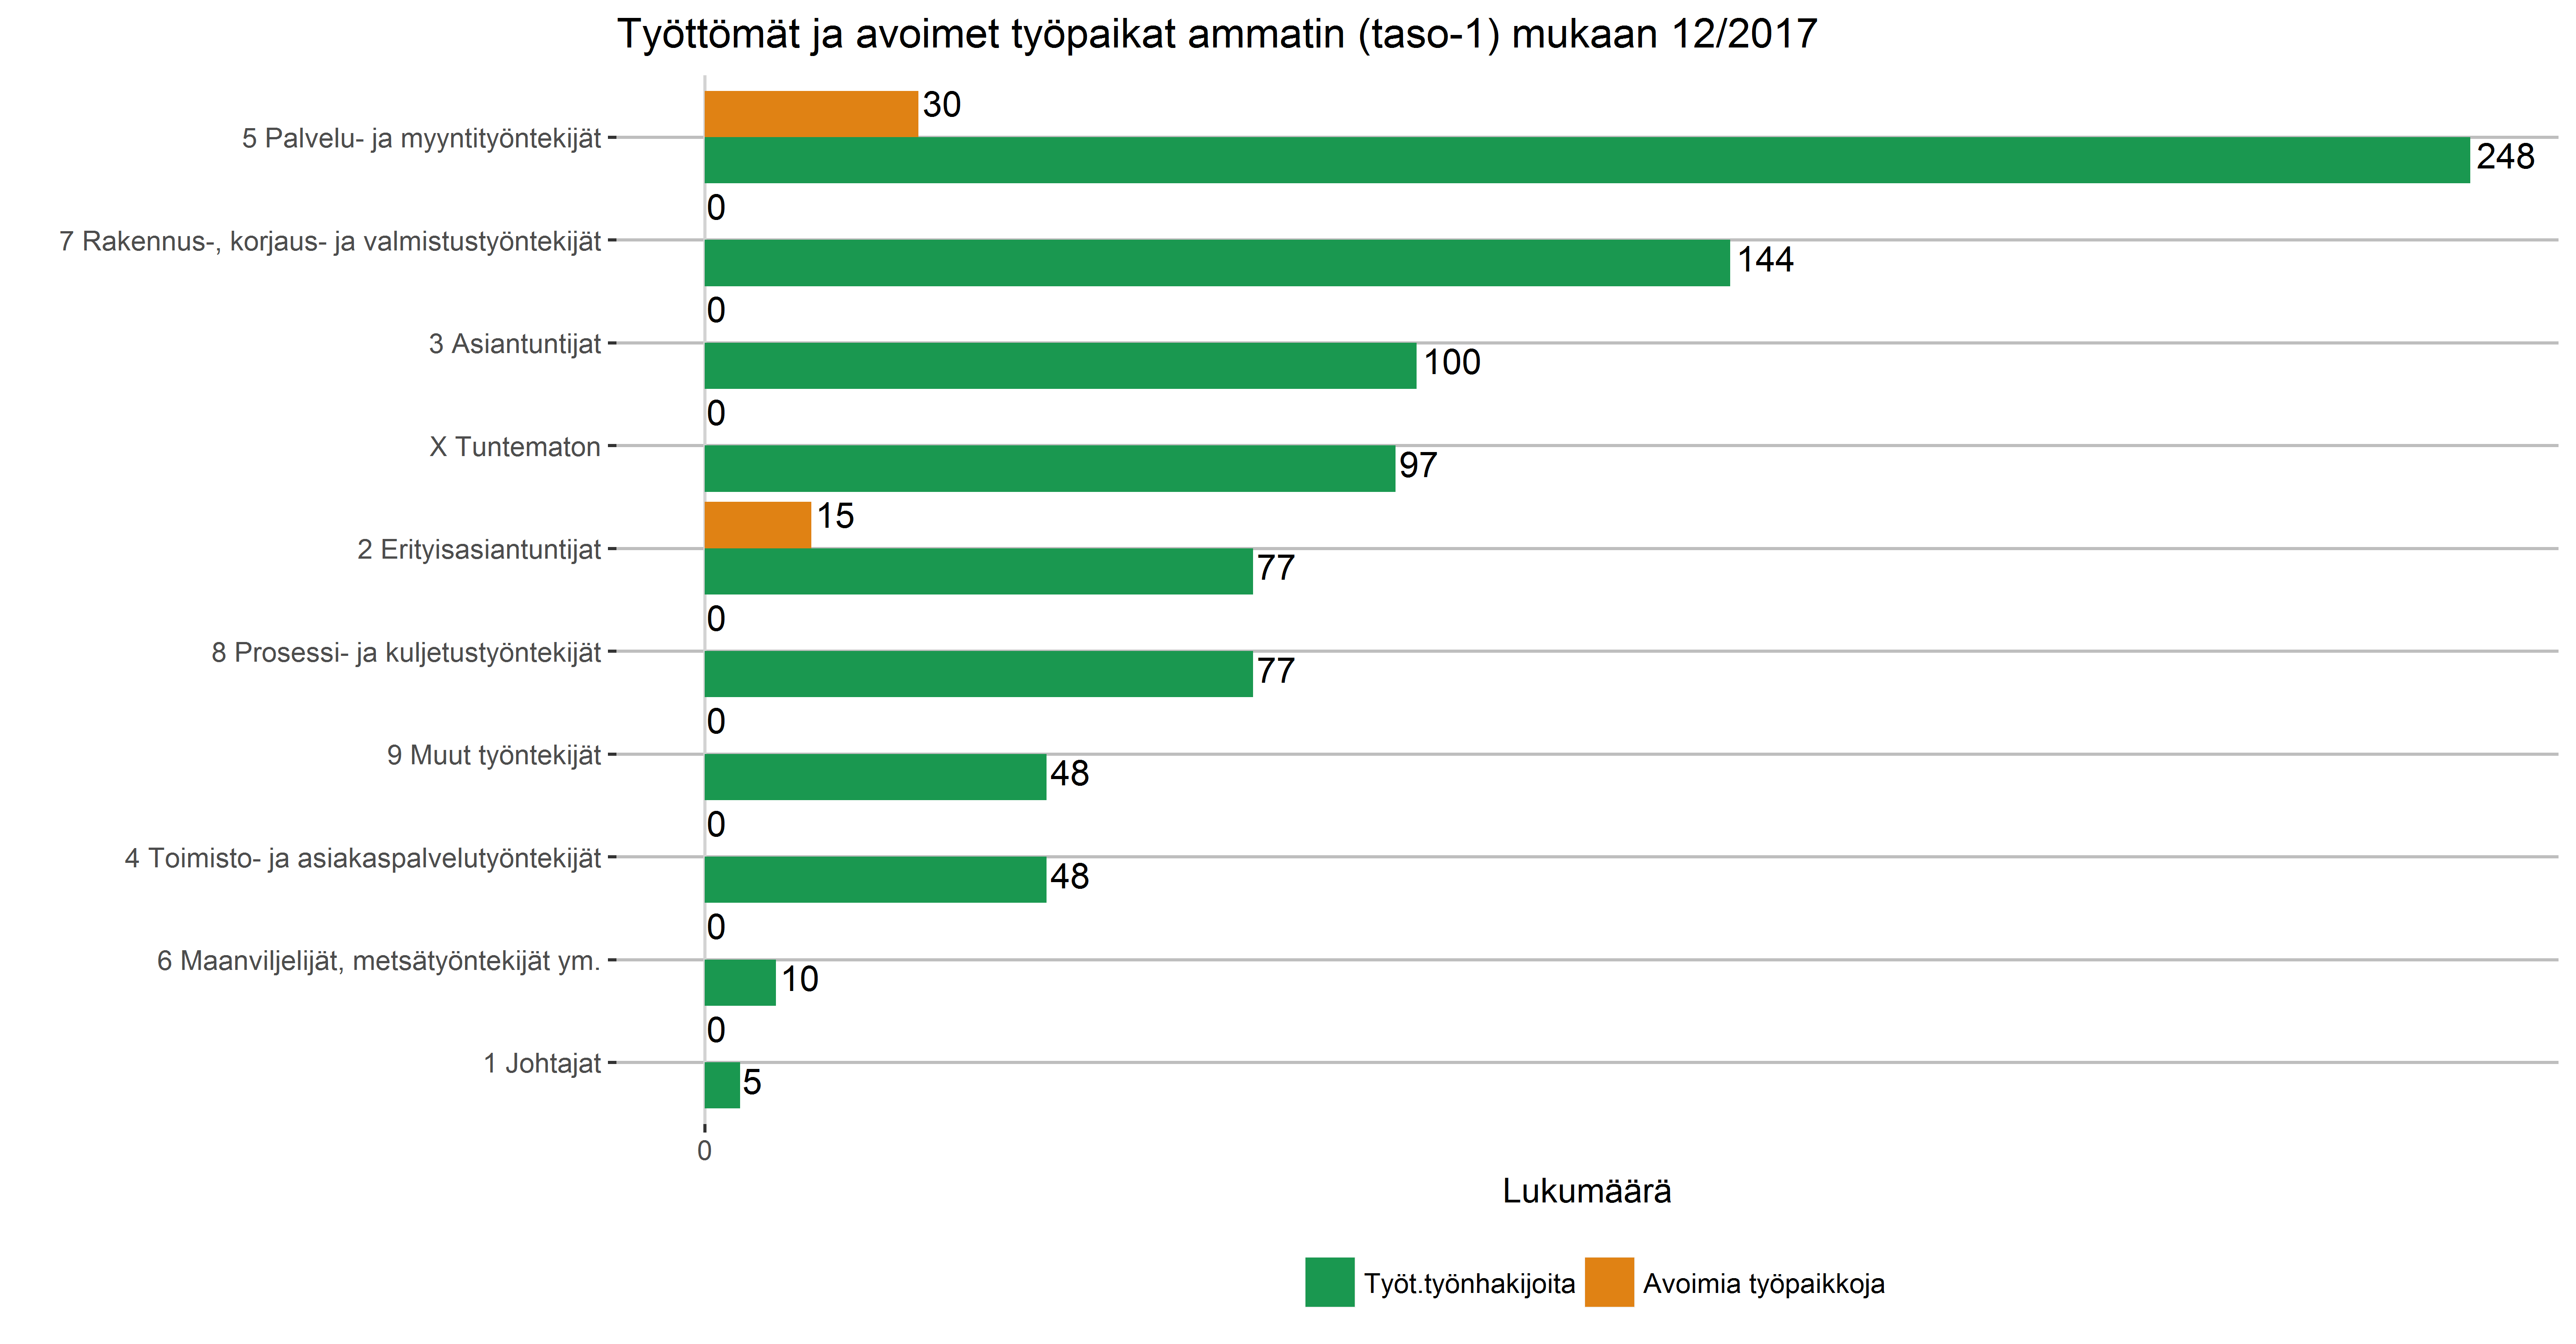 Työttömät ja avoimet työpaikat ammatin (taso-1) mukaan 12/2017
30
5 Palvelu- ja myyntityöntekijät
248
0
7 Rakennus-, korjaus- ja valmistustyöntekijät
144
0
3 Asiantuntijat
100
0
X Tuntematon
97
15
2 Erityisasiantuntijat
77
0
8 Prosessi- ja kuljetustyöntekijät
77
0
9 Muut työntekijät
48
0
4 Toimisto- ja asiakaspalvelutyöntekijät
48
0
6 Maanviljelijät, metsätyöntekijät ym.
10
0
1 Johtajat
5
0
Lukumäärä
Työt.työnhakijoita Avoimia työpaikkoja